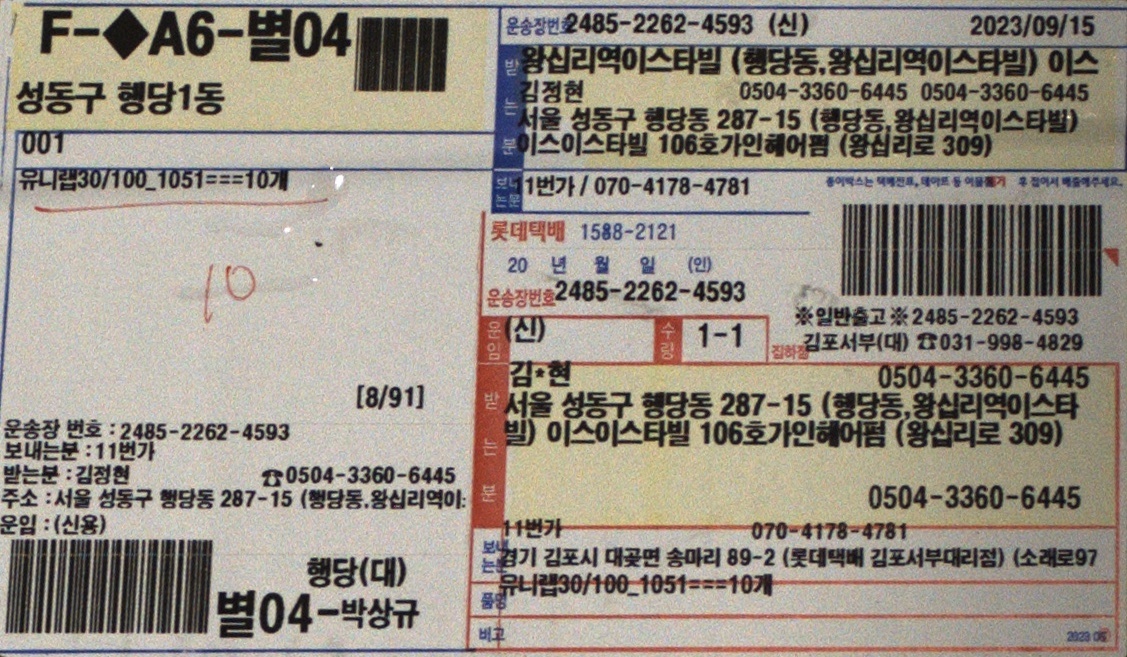 F-◆A6-별04
성동구 행당1동
001
유니랩30/100_1051===10개
10
[8/91]
운송장 번호 : 2485-2262-4593
보내는분 : 11번가
받는분 : 김정현 ☎0504-3360-6445
주소 : 서울 성동구 행당동 287-15 (행당동,왕십리역이:
운임 : (신용)
행당(대)
별04-박상규
운송장번호 2485-2262-4593 (신) 2023/09/15
받는분
왕십리역이스타빌 (행당동,왕십리역이스타빌) 이스
김정현 0504-3360-6445 0504-3360-6445
서울 성동구 행당동 287-15 (행당동,왕십리역이스타빌)
이스이스타빌 106호가인헤어펌 (왕십리로 309)
보내는분 11번가 / 070-4178-4781
종이박스는 택배전표, 테이프 등 이물제거 후 접어서 배출해주세요.
롯데택배 1588-2121
20 년 월 일 (인)
운송장번호 2485-2262-4593
※일반출고※ 2485-2262-4593
운임 (신) 수량 1-1
집하점 김포서부(대) ☎031-998-4829
받는분
김*현 0504-3360-6445
서울 성동구 행당동 287-15 (행당동,왕십리역이스타
빌) 이스이스타빌 106호가인헤어펌 (왕십리로 309)
0504-3360-6445
보내는분
11번가 070-4178-4781
경기 김포시 대곶면 송마리 89-2 (롯데택배 김포서부대리점) (소래로97
품명 유니랩30/100_1051===10개
비고